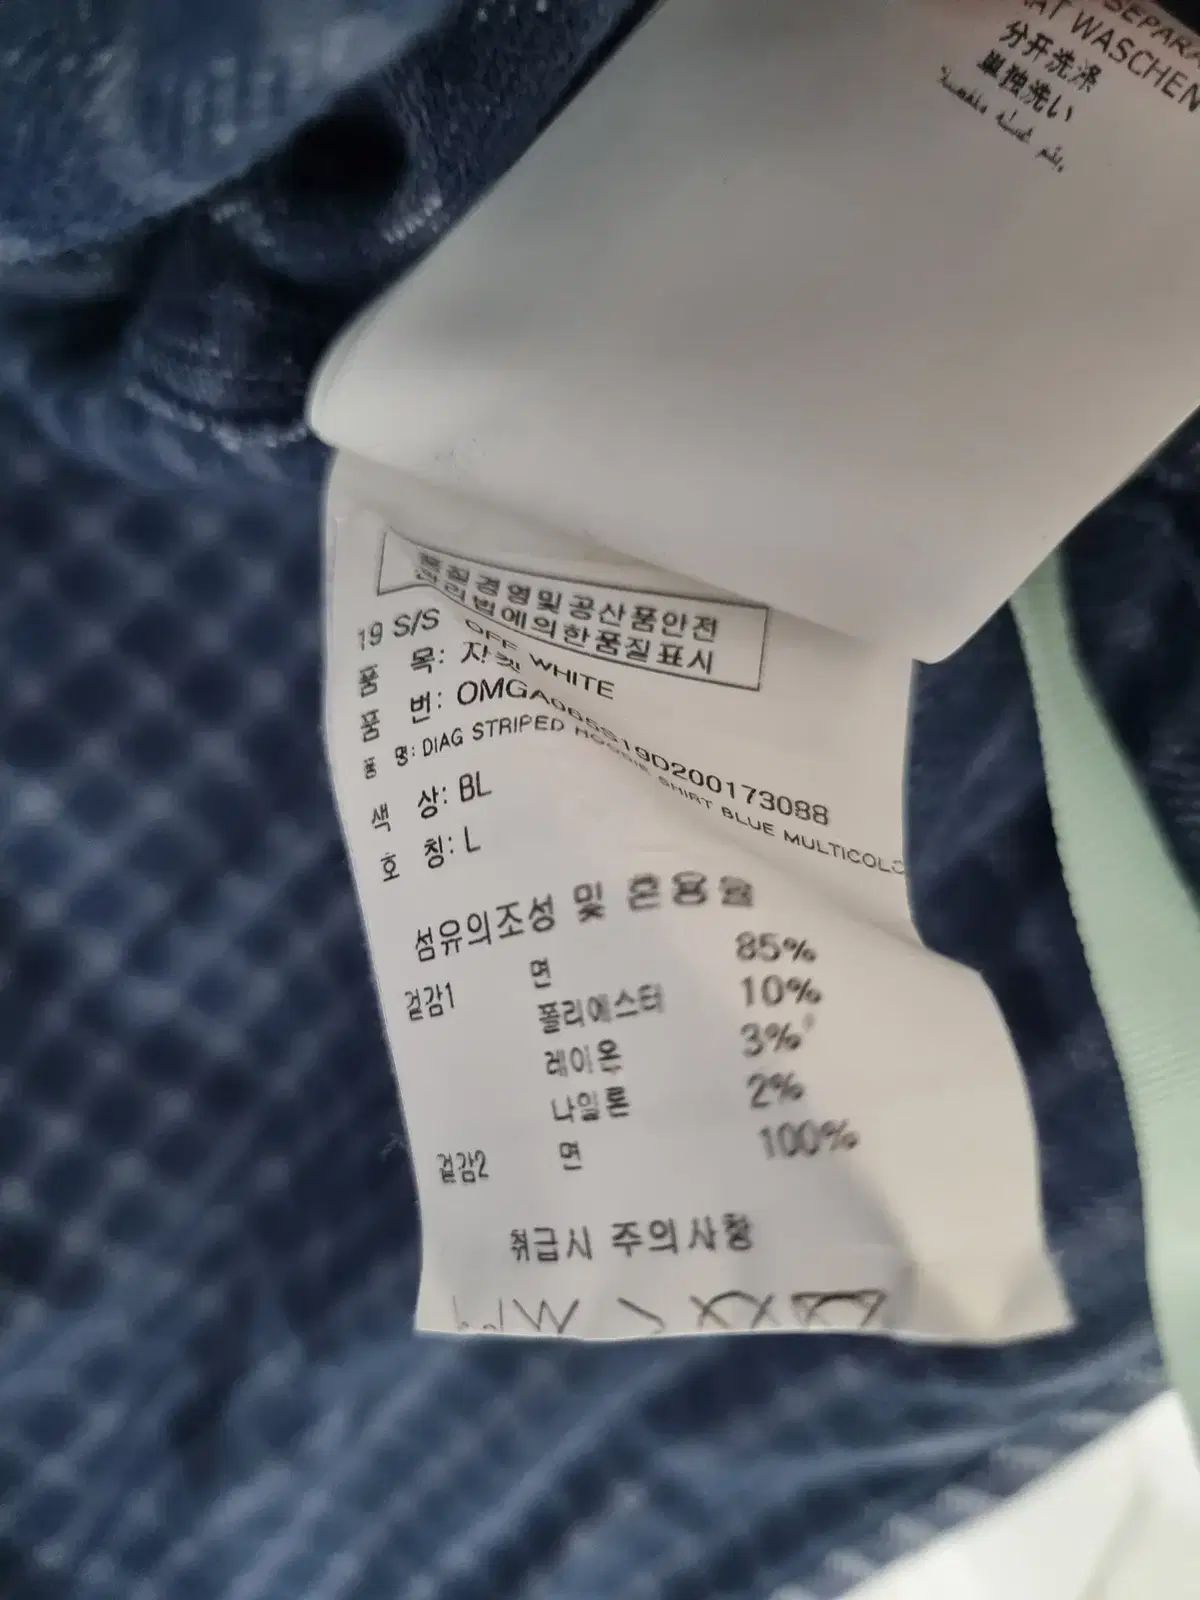 SEPARA
AT WASCHEN
分开洗涤
単独洗い
품질경영및공산품안전
관리법에의한품질표시
19 S/S OFF WHITE
품 목: 자켓
품 번: OMGA065S19D200173088
품 명: DIAG STRIPED HOODIE SHIRT BLUE MULTICOLO
색 상: BL
호 칭: L
섬유의조성 및 혼용율
겉감1 면 85%
폴리에스터 10%
레이온 3%
나일론 2%
겉감2 면 100%
취급시 주의사항